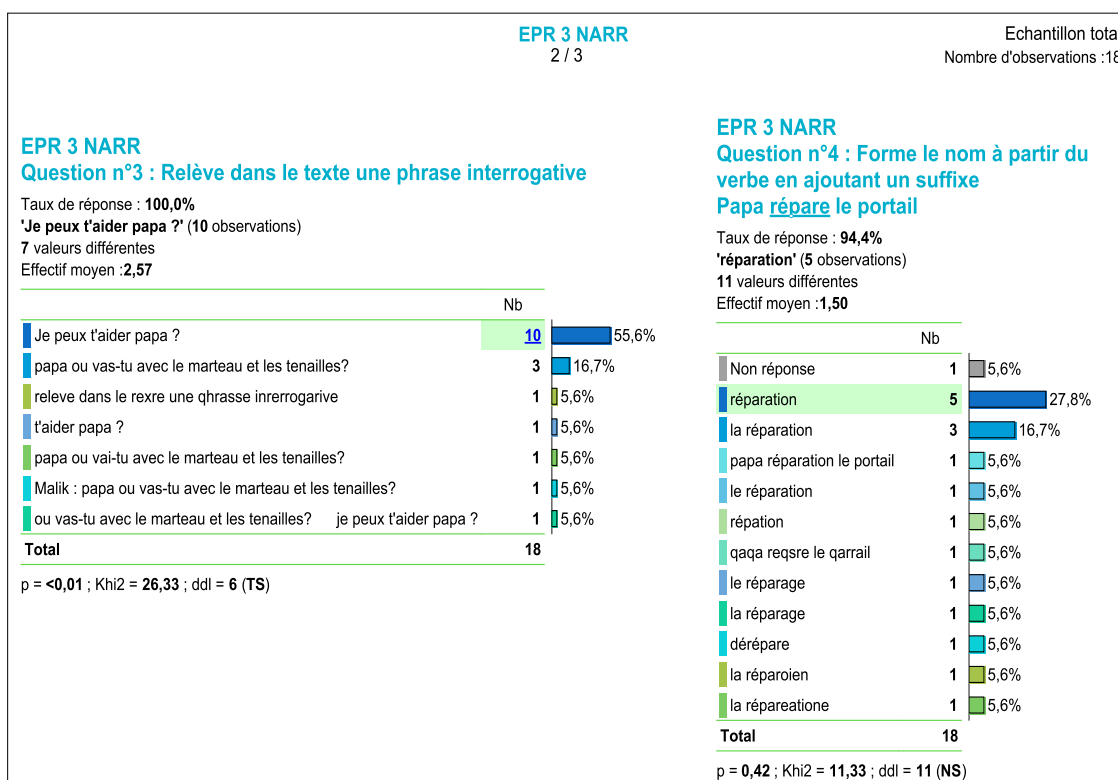 EPR 3 NARR
2 / 3
Echantillon tota
Nombre d'observations :18
EPR 3 NARR
Question n°3 : Relève dans le texte une phrase interrogative
Taux de réponse : 100,0%
'Je peux t'aider papa ?' (10 observations)
7 valeurs différentes
Effectif moyen :2,57
Nb
Je peux t'aider papa ? 10 55,6%
papa ou vas-tu avec le marteau et les tenailles? 3 16,7%
releve dans le rexre une qhrasse inrerrogarive 1 5,6%
t'aider papa ? 1 5,6%
papa ou vai-tu avec le marteau et les tenailles? 1 5,6%
Malik : papa ou vas-tu avec le marteau et les tenailles? 1 5,6%
ou vas-tu avec le marteau et les tenailles? je peux t'aider papa ? 1 5,6%
Total 18
p = <0,01 ; Khi2 = 26,33 ; ddl = 6 (TS)
EPR 3 NARR
Question n°4 : Forme le nom à partir du
verbe en ajoutant un suffixe
Papa répare le portail
Taux de réponse : 94,4%
'réparation' (5 observations)
11 valeurs différentes
Effectif moyen :1,50
Nb
Non réponse 1 5,6%
réparation 5 27,8%
la réparation 3 16,7%
papa réparation le portail 1 5,6%
le réparation 1 5,6%
répation 1 5,6%
qaqa reqsre le qarrail 1 5,6%
le réparage 1 5,6%
la réparage 1 5,6%
dérépare 1 5,6%
la réparoien 1 5,6%
la répareatione 1 5,6%
Total 18
p = 0,42 ; Khi2 = 11,33 ; ddl = 11 (NS)